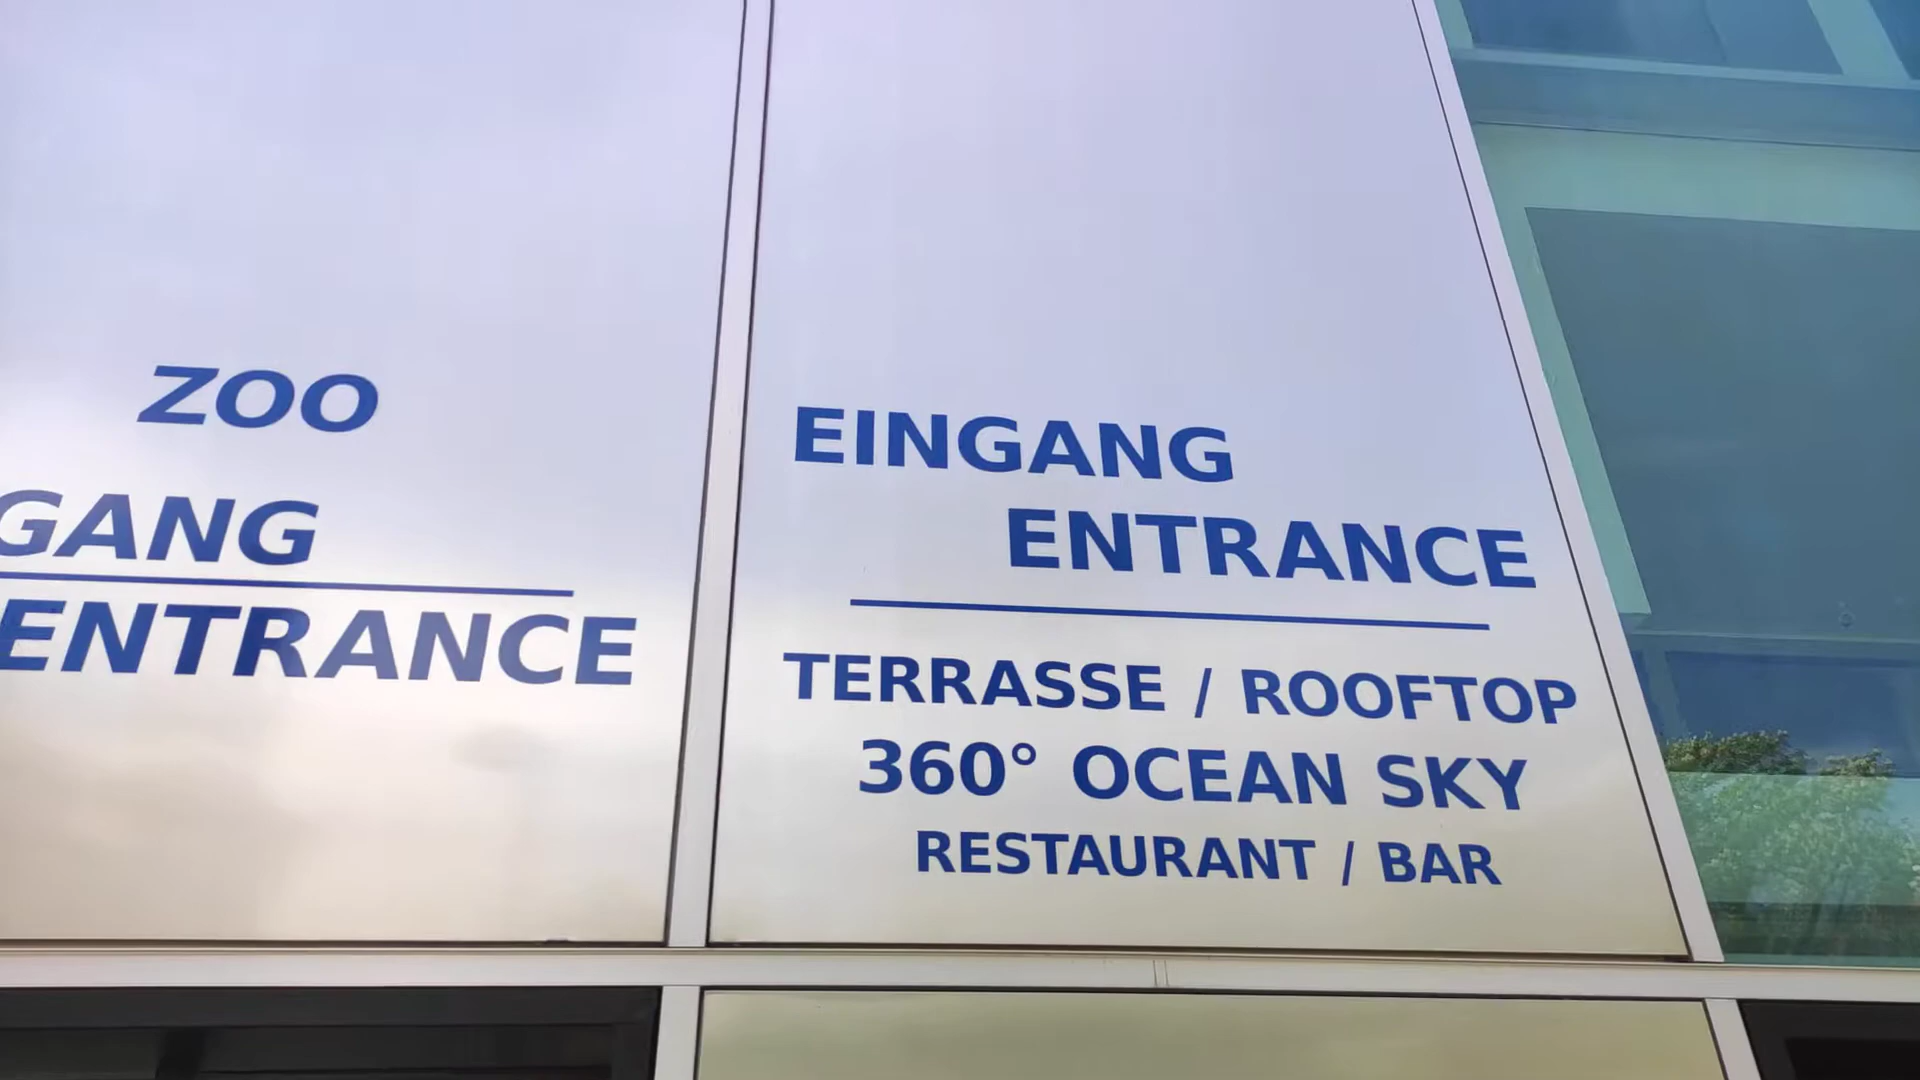 ZOO
GANG
ENTRANCE
EINGANG
ENTRANCE
TERRASSE / ROOFTOP
360° OCEAN SKY
RESTAURANT / BAR